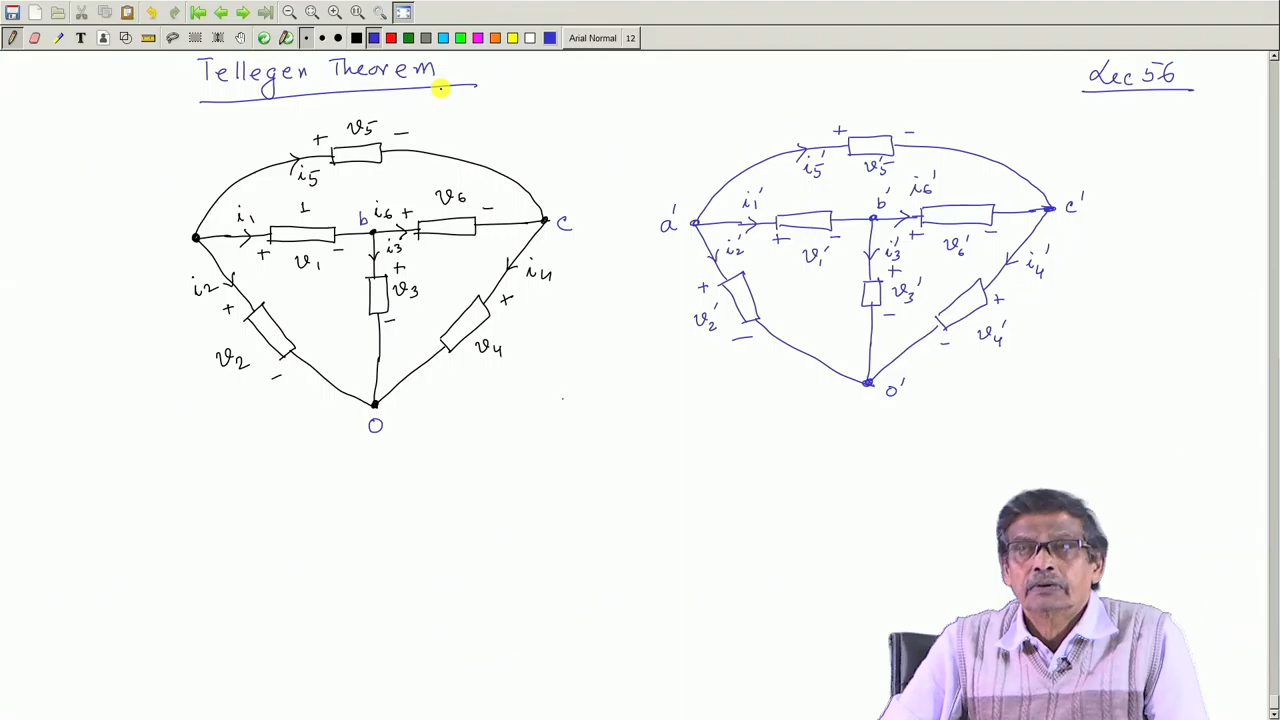 Arial Normal 12
Tellegen Theorem
Lec 56
+ v5 -
i5
i1 1
+ v1 -
b i6 + v6 -
c
i2
+ v2 -
i3
+ v3 -
i4
+ v4 -
O
+ v5' -
i5'
a' i1'
+ v1' -
b' i6'
+ v6' -
c'
i2'
+ v2' -
i3'
+ v3' -
i4'
+ v4' -
O'